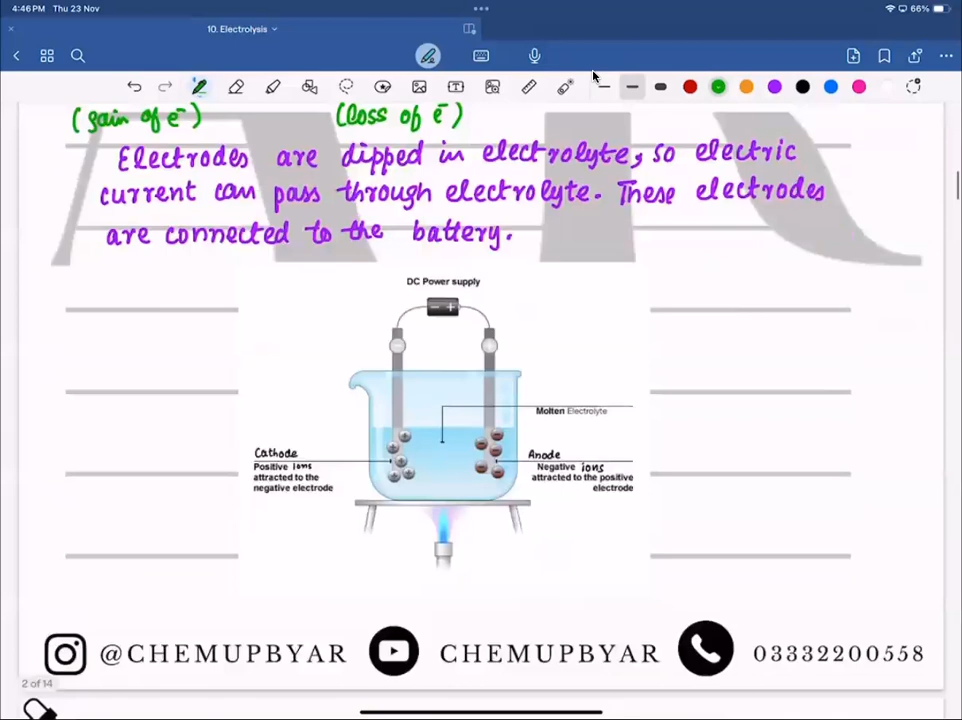 4:46 PM Thu 23 Nov
66%
10. Electrolysis
(gain of e⁻) (loss of e⁻)
Electrodes are dipped in electrolyte, so electric
current can pass through electrolyte. These electrodes
are connected to the battery.
DC Power supply
− +
Molten Electrolyte
Cathode
Positive ions
attracted to the
negative electrode
Anode
Negative ions
attracted to the positive
electrode
@CHEMUPBYAR CHEMUPBYAR 03332200558
2 of 14